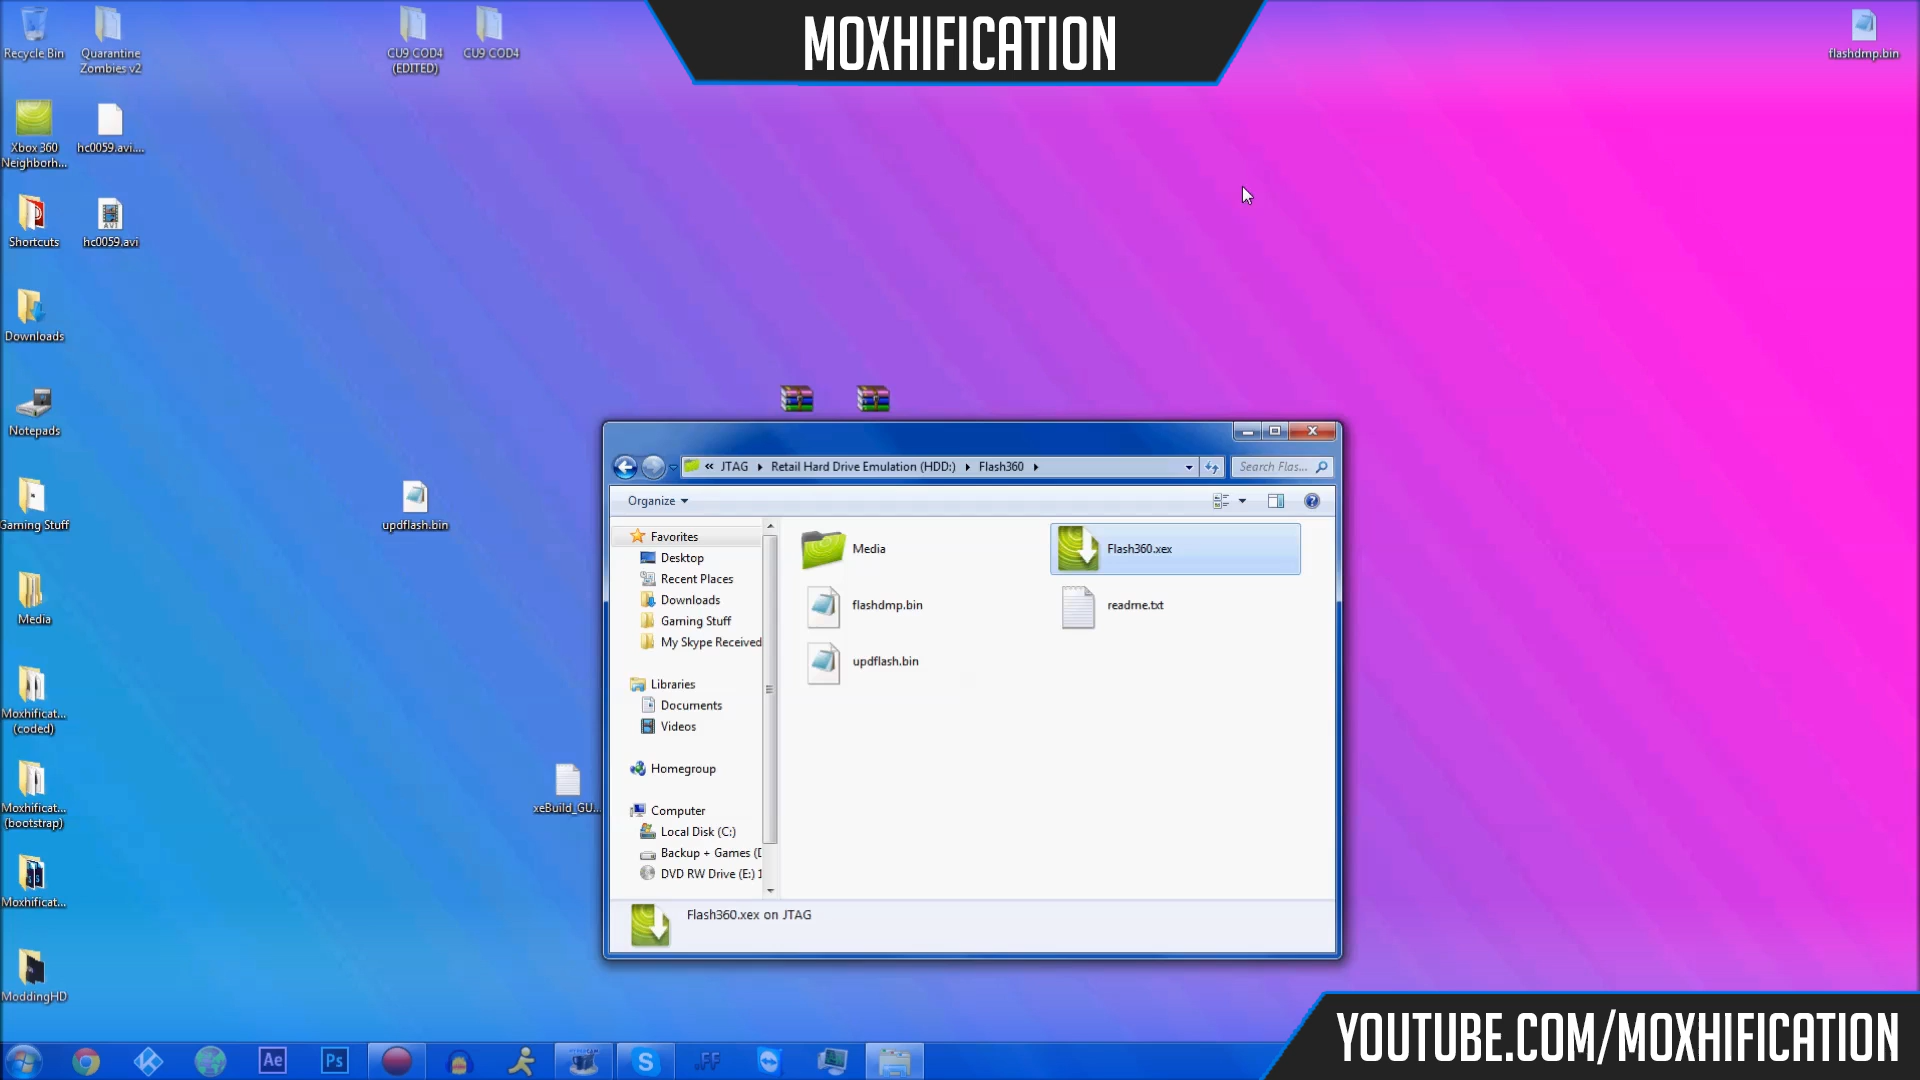 MOXHIFICATION
Recycle Bin
Quarantine
Zombies v2
CU9 COD4
(EDITED)
CU9 COD4
flashdmp.bin
Xbox 360
Neighborh...
hc0059.avi....
Shortcuts
hc0059.avi
AVI
Downloads
Notepads
Gaming Stuff
updflash.bin
Media
Moxhificat...
(coded)
Moxhificat...
(bootstrap)
xeBuild_GU...
Moxhificat...
ModdingHD
« JTAG
Retail Hard Drive Emulation (HDD:)
Flash360
Search Flas...
Organize
Favorites
Desktop
Recent Places
Downloads
Gaming Stuff
My Skype Received
Libraries
Documents
Videos
Homegroup
Computer
Local Disk (C:)
Backup + Games (D
DVD RW Drive (E:) 1
Media
Flash360.xex
flashdmp.bin
readme.txt
updflash.bin
Flash360.xex on JTAG
Ae
Ps
S
.FF
YOUTUBE.COM/MOXHIFICATION